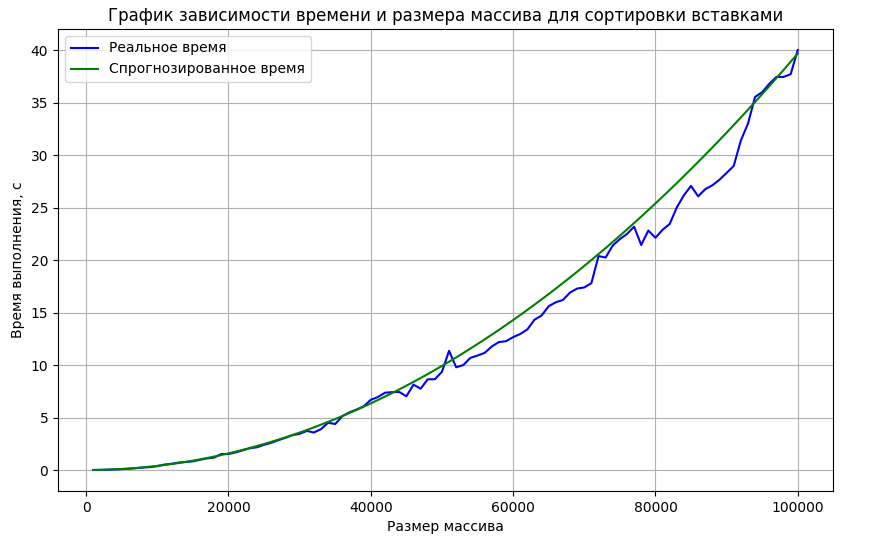 График зависимости времени и размера массива для сортировки вставками
Реальное время
Спрогнозированное время
Время выполнения, с
40
35
30
25
20
15
10
5
0
0 20000 40000 60000 80000 100000
Размер массива